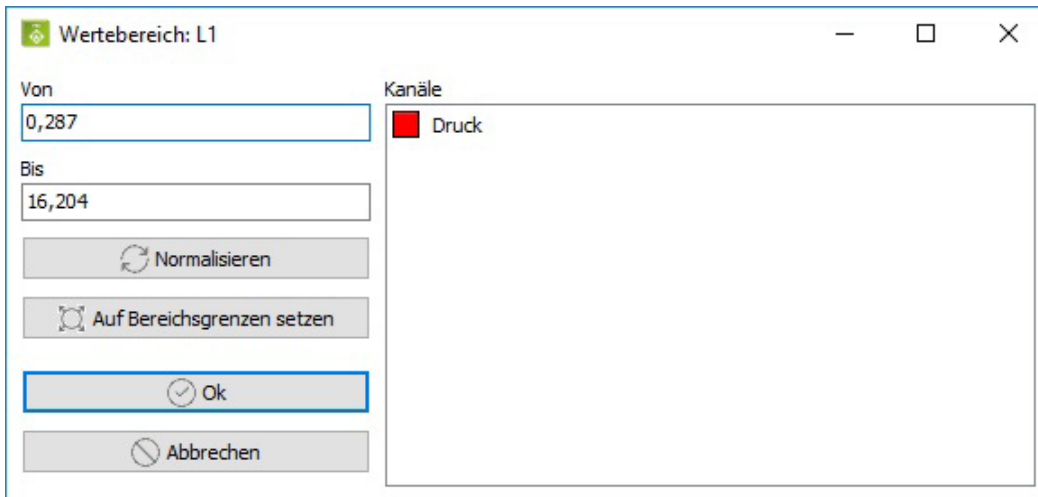 Wertebereich: L1
Von
0,287
Bis
16,204
Normalisieren
Auf Bereichsgrenzen setzen
Ok
Abbrechen
Kanäle
Druck